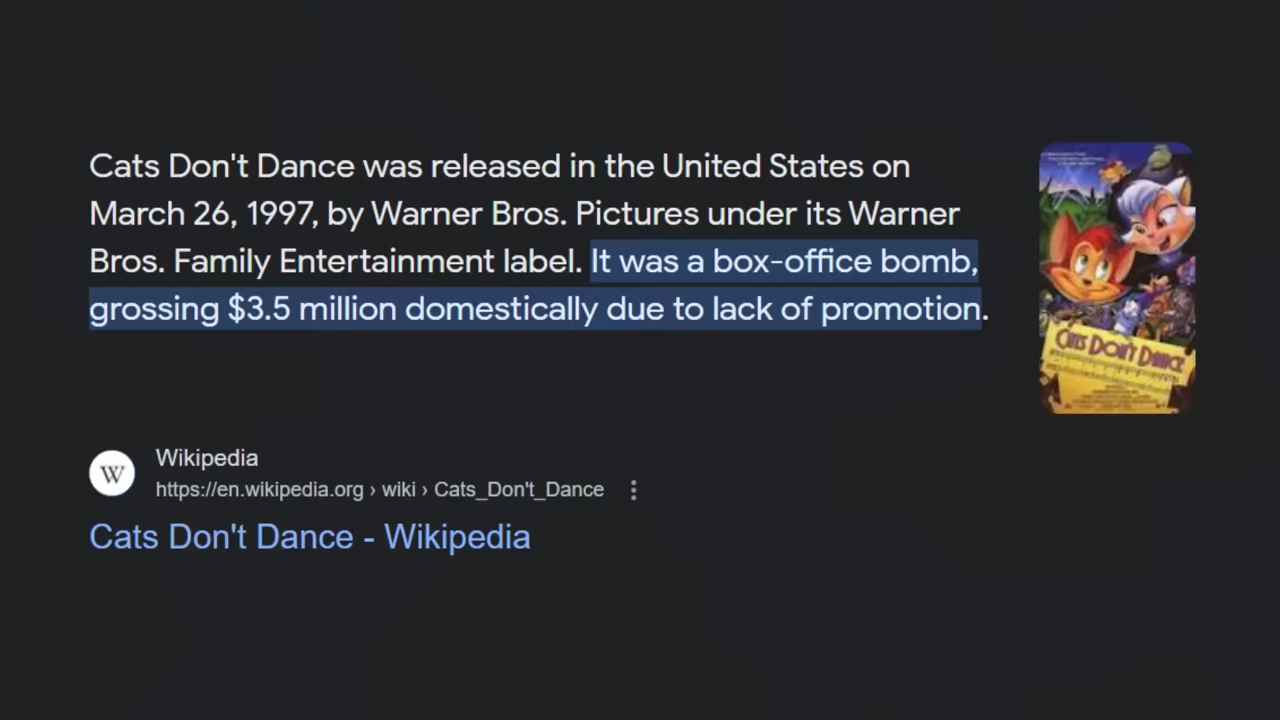 Cats Don't Dance was released in the United States on
March 26, 1997, by Warner Bros. Pictures under its Warner
Bros. Family Entertainment label. It was a box-office bomb,
grossing $3.5 million domestically due to lack of promotion.
CATS DON'T DANCE
W
Wikipedia
https://en.wikipedia.org › wiki › Cats_Don't_Dance
Cats Don't Dance - Wikipedia